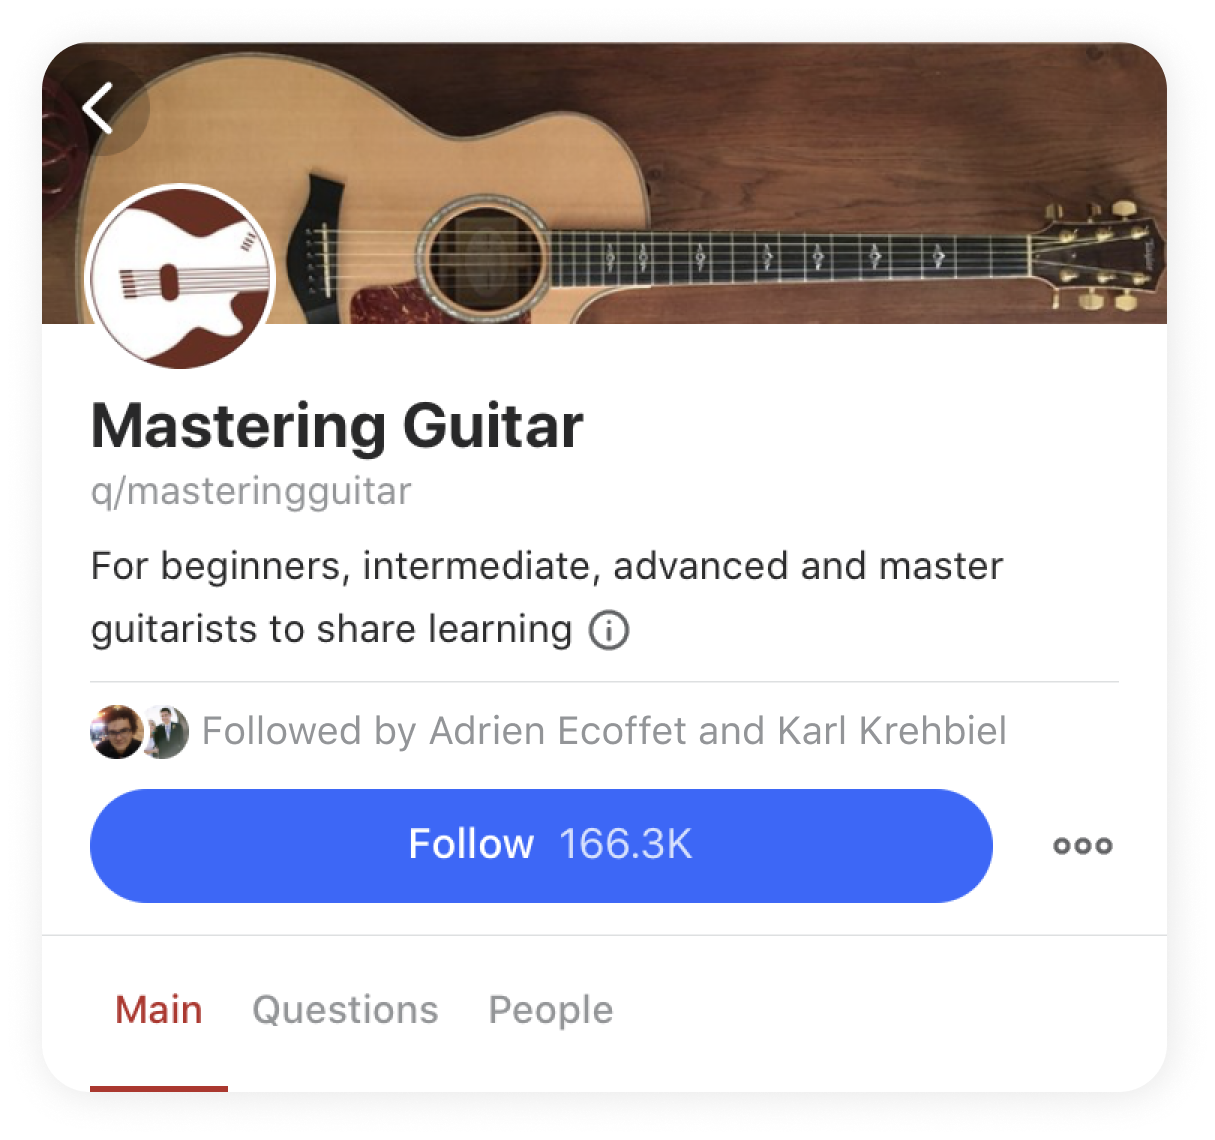 Mastering Guitar
q/masteringguitar
For beginners, intermediate, advanced and master
guitarists to share learning
Followed by Adrien Ecoffet and Karl Krehbiel
Follow 166.3K
Main Questions People